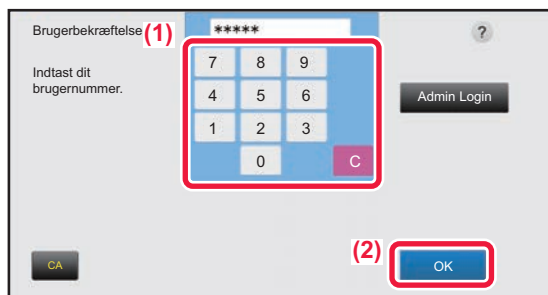 Brugerbekræftelse
(1)
*****
?
Indtast dit
brugernummer.
7 8 9
4 5 6
1 2 3
0 C
Admin Login
(2)
CA
OK